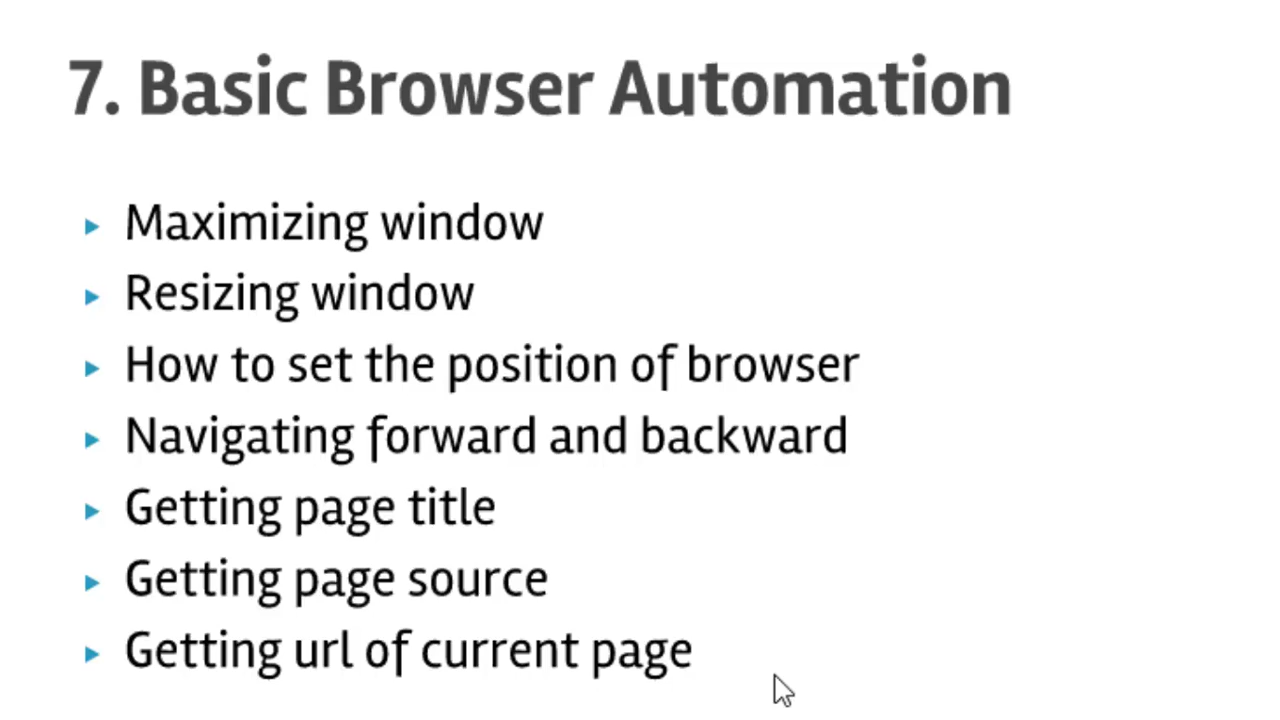 7. Basic Browser Automation
Maximizing window
Resizing window
How to set the position of browser
Navigating forward and backward
Getting page title
Getting page source
Getting url of current page